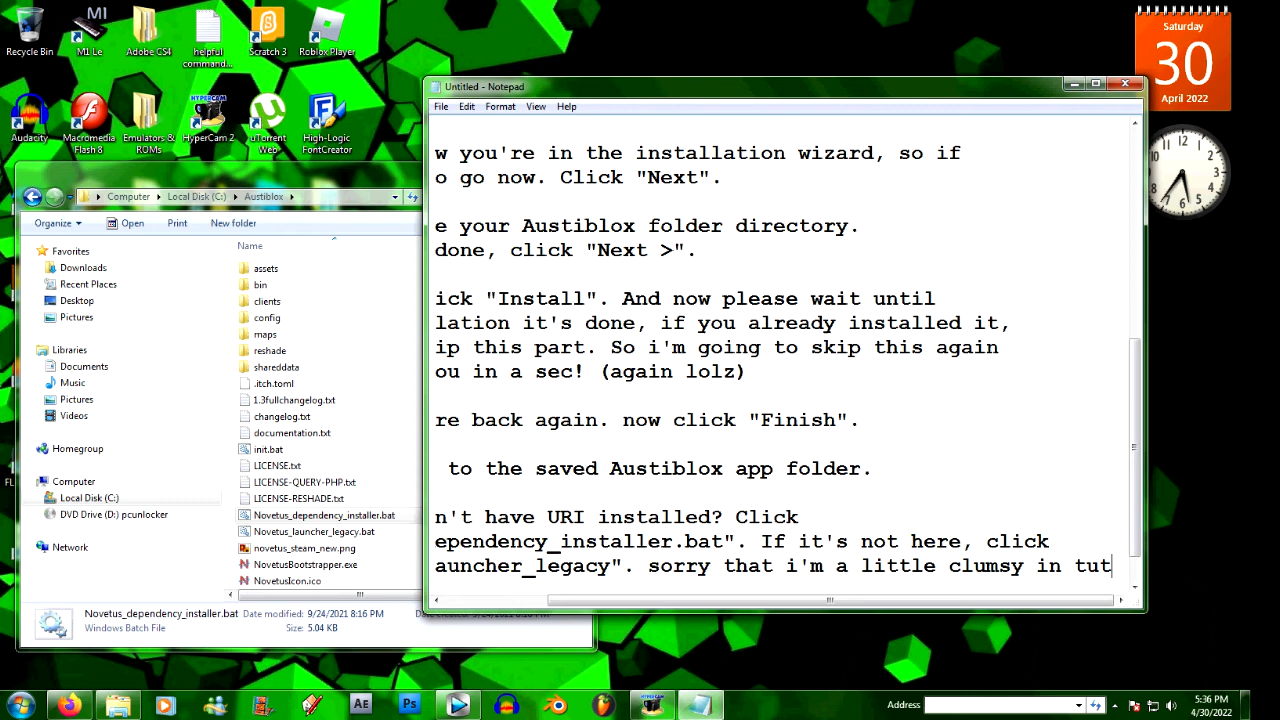 Recycle Bin
M1 Le
Adobe CS4
helpful
command...
Scratch 3
Roblox Player
Audacity
Macromedia
Flash 8
Emulators &
ROMs
HyperCam 2
uTorrent
Web
High-Logic
FontCreator
Saturday
30
April 2022
Computer
Local Disk (C:)
Austiblox
Organize
Open
Print
New folder
Name
Favorites
Downloads
Recent Places
Desktop
Pictures
Libraries
Documents
Music
Pictures
Videos
Homegroup
Computer
Local Disk (C:)
DVD Drive (D:) pcunlocker
Network
assets
bin
clients
config
maps
reshade
shareddata
.itch.toml
1.3fullchangelog.txt
changelog.txt
documentation.txt
init.bat
LICENSE.txt
LICENSE-QUERY-PHP.txt
LICENSE-RESHADE.txt
Novetus_dependency_installer.bat
Novetus_launcher_legacy.bat
novetus_steam_new.png
NovetusBootstrapper.exe
NovetusIcon.ico
Novetus_dependency_installer.bat
Date modified: 9/24/2021 8:16 PM
Windows Batch File
Size: 5.04 KB
Untitled - Notepad
File Edit Format View Help
w you're in the installation wizard, so if
o go now. Click "Next".
e your Austiblox folder directory.
done, click "Next >".
ick "Install". And now please wait until
lation it's done, if you already installed it,
ip this part. So i'm going to skip this again
ou in a sec! (again lolz)
re back again. now click "Finish".
to the saved Austiblox app folder.
n't have URI installed? Click
ependency_installer.bat". If it's not here, click
auncher_legacy". sorry that i'm a little clumsy in tut
Address
5:36 PM
4/30/2022